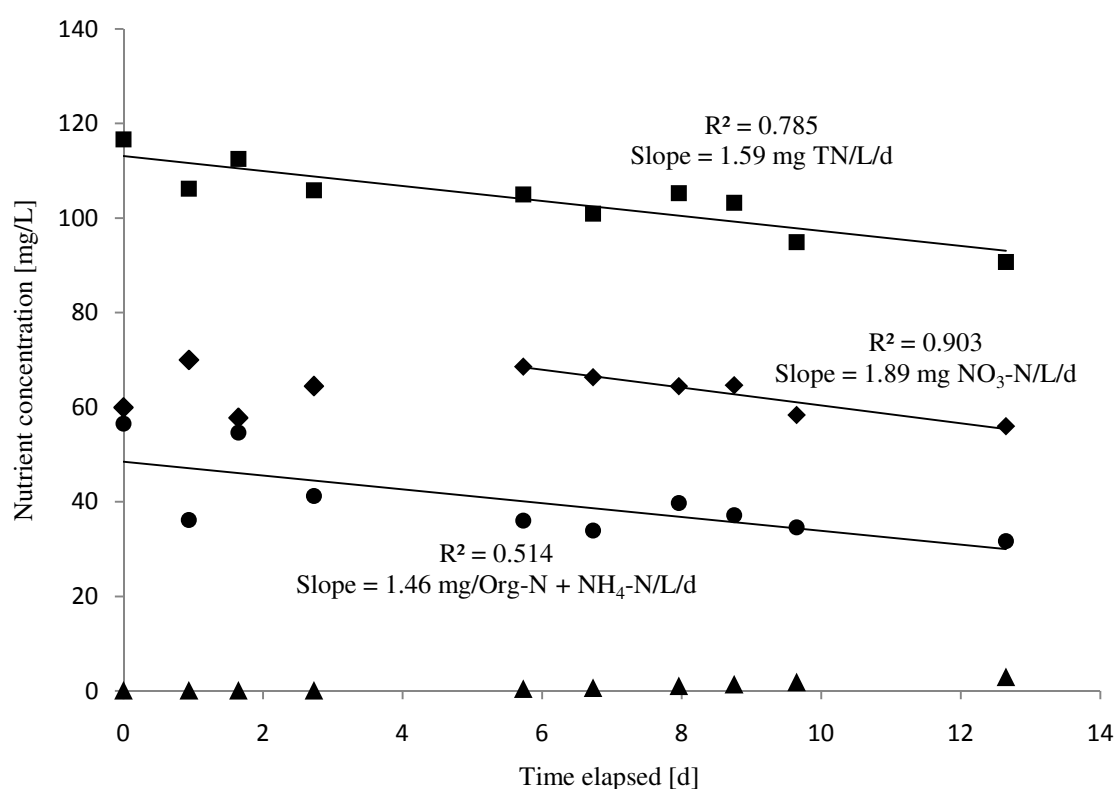 140
120
100
80
60
40
20
0
Nutrient concentration [mg/L]
R² = 0.785
Slope = 1.59 mg TN/L/d
R² = 0.903
Slope = 1.89 mg NO₃-N/L/d
R² = 0.514
Slope = 1.46 mg/Org-N + NH₄-N/L/d
0 2 4 6 8 10 12 14
Time elapsed [d]